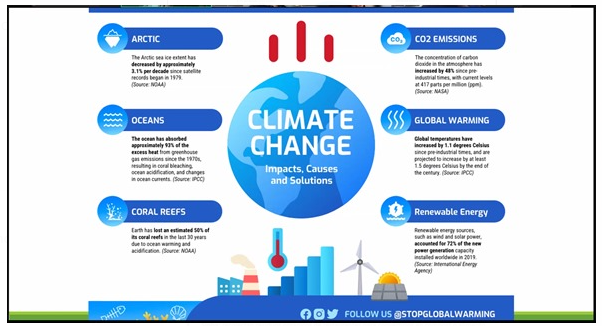 ARCTIC
The Arctic sea ice extent has
decreased by approximately
3.1% per decade since satellite
records began in 1979.
(Source: NOAA)
OCEANS
The ocean has absorbed
approximately 93% of the
excess heat from greenhouse
gas emissions since the 1970s,
resulting in coral bleaching,
ocean acidification, and changes
in ocean currents. (Source: IPCC)
CORAL REEFS
Earth has lost an estimated 50% of
its coral reefs in the last 30 years
due to ocean warming and
acidification. (Source: NOAA)
CLIMATE
CHANGE
Impacts, Causes
and Solutions
CO2 EMISSIONS
CO2
The concentration of carbon
dioxide in the atmosphere has
increased by 48% since pre-
industrial times, with current levels
at 417 parts per million (ppm).
(Source: NASA)
GLOBAL WARMING
Global temperatures have
increased by 1.1 degrees Celsius
since pre-industrial times, and are
projected to increase by at least
1.5 degrees Celsius by the end of the
century. (Source: IPCC)
Renewable Energy
Renewable energy sources,
such as wind and solar power,
accounted for 72% of the new
power generation capacity
installed worldwide in 2019.
(Source: International Energy
Agency)
FOLLOW US @STOPGLOBALWARMING